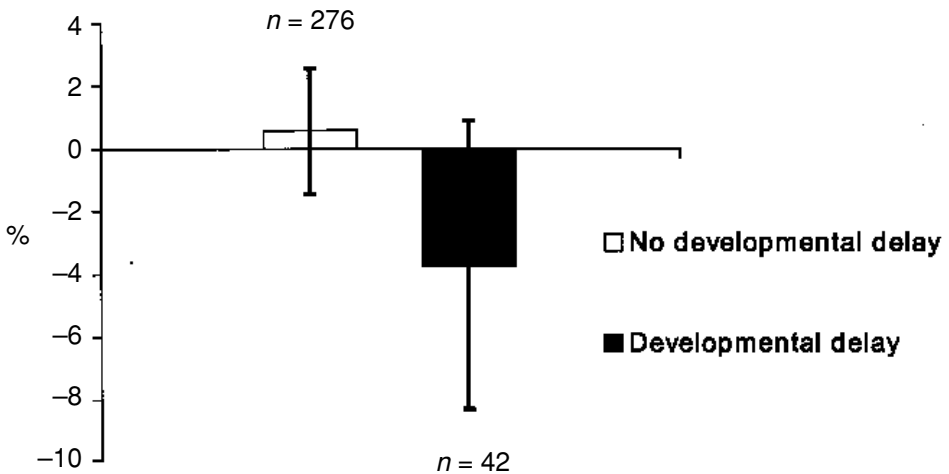 n = 276
4
2
0
−2
−4
−6
−8
−10
%
No developmental delay
Developmental delay
n = 42